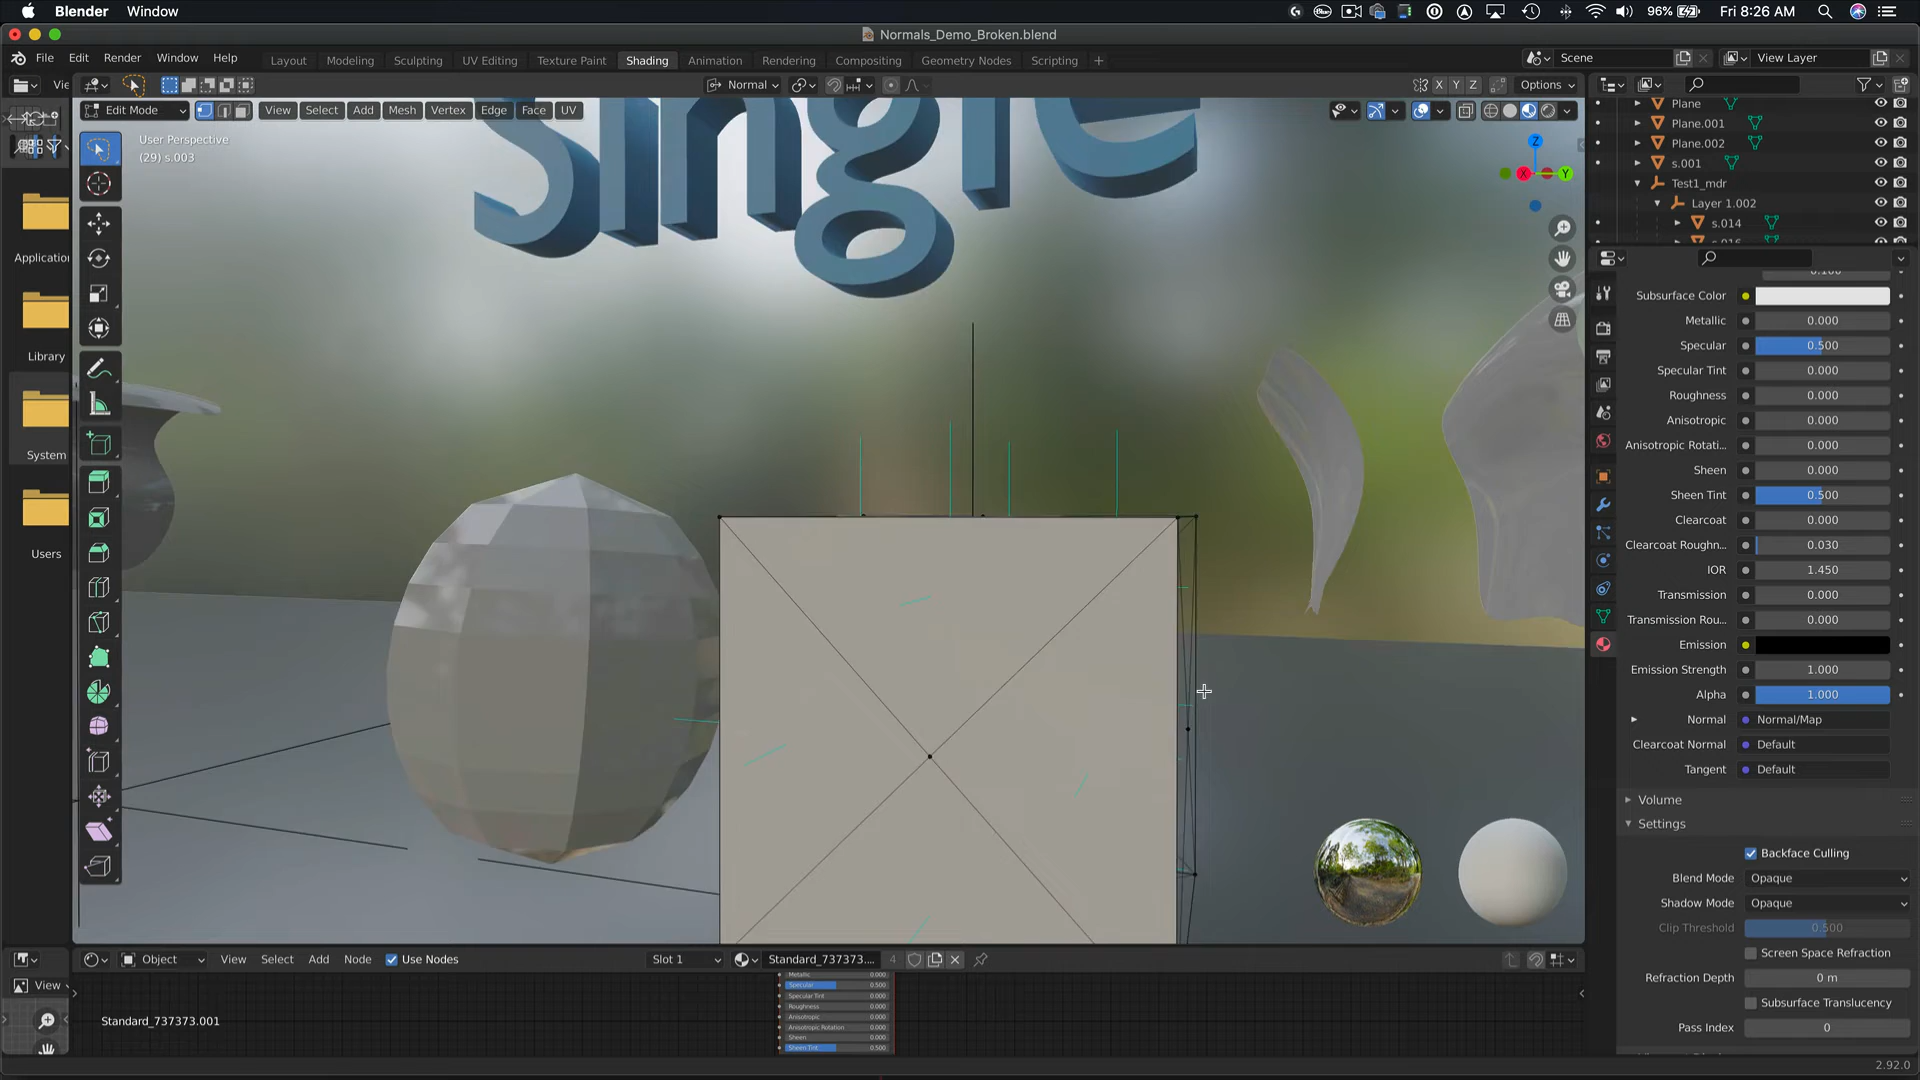 Blender Window 96% Fri 8:26 AM
Normals_Demo_Broken.blend
File Edit Render Window Help Layout Modeling Sculpting UV Editing Texture Paint Shading Animation Rendering Compositing Geometry Nodes Scripting + Scene View Layer
Vie Normal X Y Z Options
Edit Mode View Select Add Mesh Vertex Edge Face UV
User Perspective
(29) s.003
Single
Z
X Y
Applicatio
Library
System
Users
Plane
Plane.001
Plane.002
s.001
Test1_mdr
Layer 1.002
s.014
Subsurface Color
Metallic 0.000
Specular 0.500
Specular Tint 0.000
Roughness 0.000
Anisotropic 0.000
Anisotropic Rotati... 0.000
Sheen 0.000
Sheen Tint 0.500
Clearcoat 0.000
Clearcoat Roughn... 0.030
IOR 1.450
Transmission 0.000
Transmission Rou... 0.000
Emission
Emission Strength 1.000
Alpha 1.000
Normal Normal/Map
Clearcoat Normal Default
Tangent Default
Volume
Settings
Backface Culling
Blend Mode Opaque
Shadow Mode Opaque
Clip Threshold 0.500
Screen Space Refraction
Refraction Depth 0 m
Subsurface Translucency
Pass Index 0
Object View Select Add Node Use Nodes Slot 1 Standard_737373.... 4
View
Metallic 0.000
Specular 0.500
Specular Tint 0.000
Roughness 0.000
Anisotropic 0.000
Anisotropic Rotation 0.000
Sheen 0.000
Sheen Tint 0.500
Standard_737373.001
2.92.0